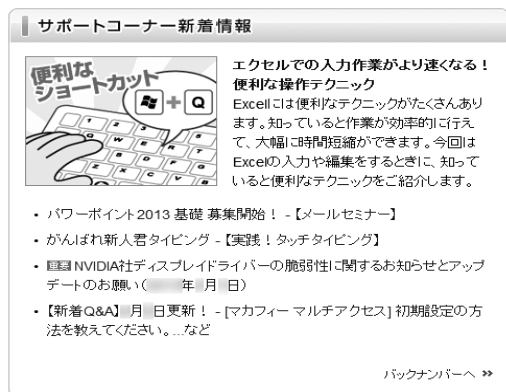 サポートコーナー新着情報
便利な
ショートカット
+ Q
1 2 3 4 5 6
Q W E R T Y
エクセルでの入力作業がより速くなる！
便利な操作テクニック
Excelには便利なテクニックがたくさんあり
ます。知っていると作業が効率的に行え
て、大幅に時間短縮ができます。今回は
Excelの入力や編集をするときに、知って
いると便利なテクニックをご紹介します。
・パワーポイント2013 基礎 募集開始！ -【メールセミナー】
・がんばれ新人君タイピング -【実践！タッチタイピング】
・重要 NVIDIA社ディスプレイドライバーの脆弱性に関するお知らせとアップ
デートのお願い( 年 月 日)
・【新着Q&A】 月 日更新！ - [マカフィー マルチアクセス] 初期設定の方
法を教えてください。...など
バックナンバーへ >>